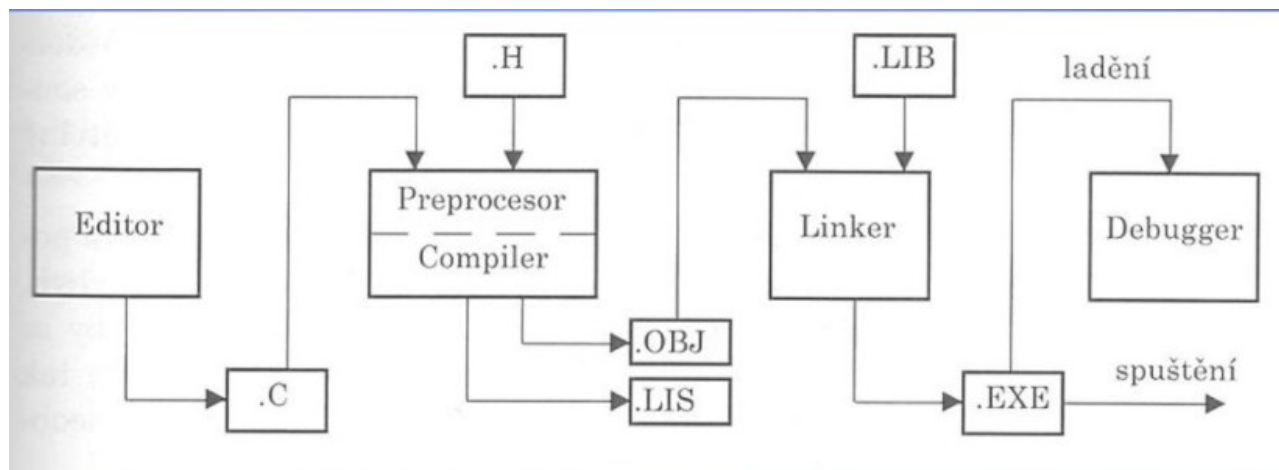 .H
.LIB
ladění
Editor
Preprocesor
Compiler
Linker
Debugger
.OBJ
.LIS
.C
.EXE
spuštění